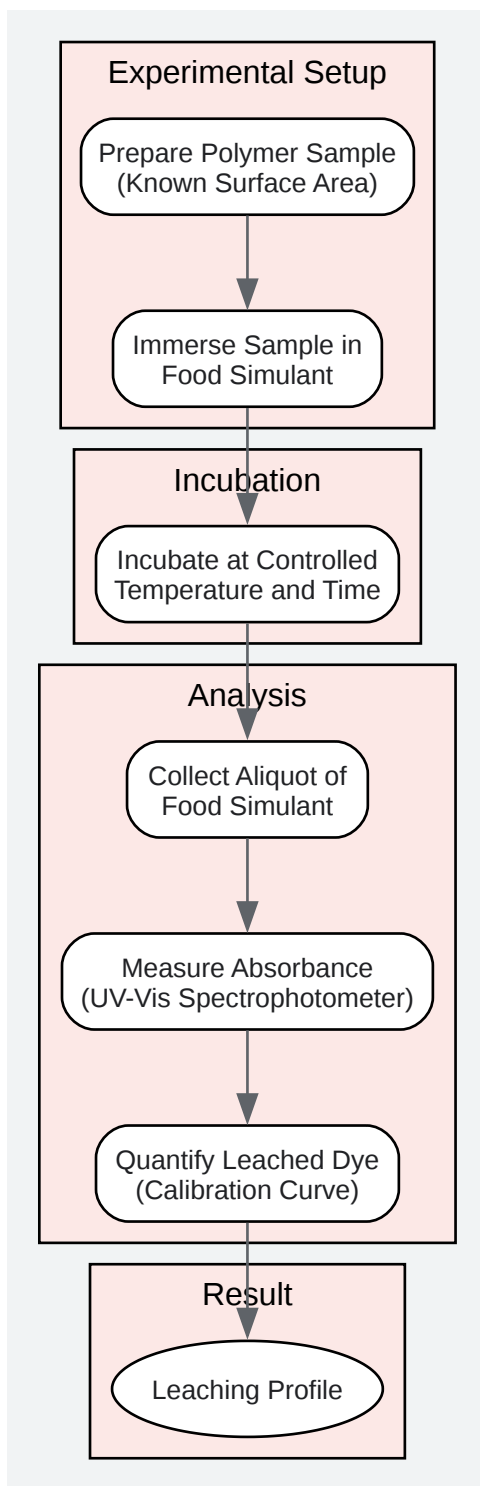 Experimental Setup
Prepare Polymer Sample
(Known Surface Area)
Immerse Sample in
Food Simulant
Incubation
Incubate at Controlled
Temperature and Time
Analysis
Collect Aliquot of
Food Simulant
Measure Absorbance
(UV-Vis Spectrophotometer)
Quantify Leached Dye
(Calibration Curve)
Result
Leaching Profile